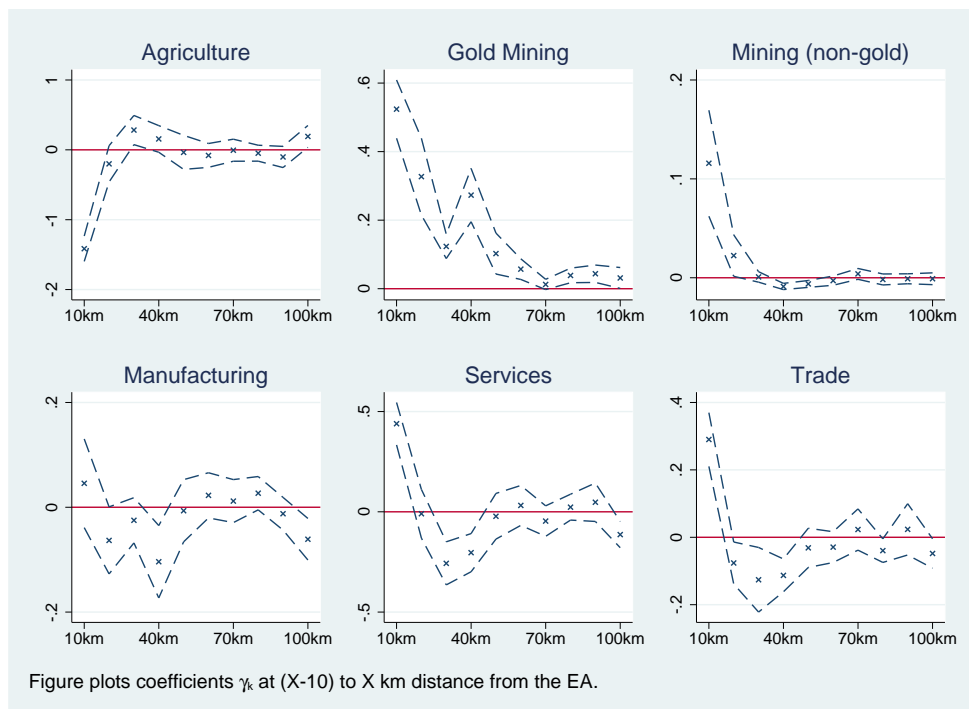 Agriculture
1
0
-1
-2
10km 40km 70km 100km
Gold Mining
.6
.4
.2
0
10km 40km 70km 100km
Mining (non-gold)
.2
.1
0
10km 40km 70km 100km
Manufacturing
.2
0
-.2
10km 40km 70km 100km
Services
.5
0
-.5
10km 40km 70km 100km
Trade
.4
.2
0
-.2
10km 40km 70km 100km
Figure plots coefficients γk at (X-10) to X km distance from the EA.